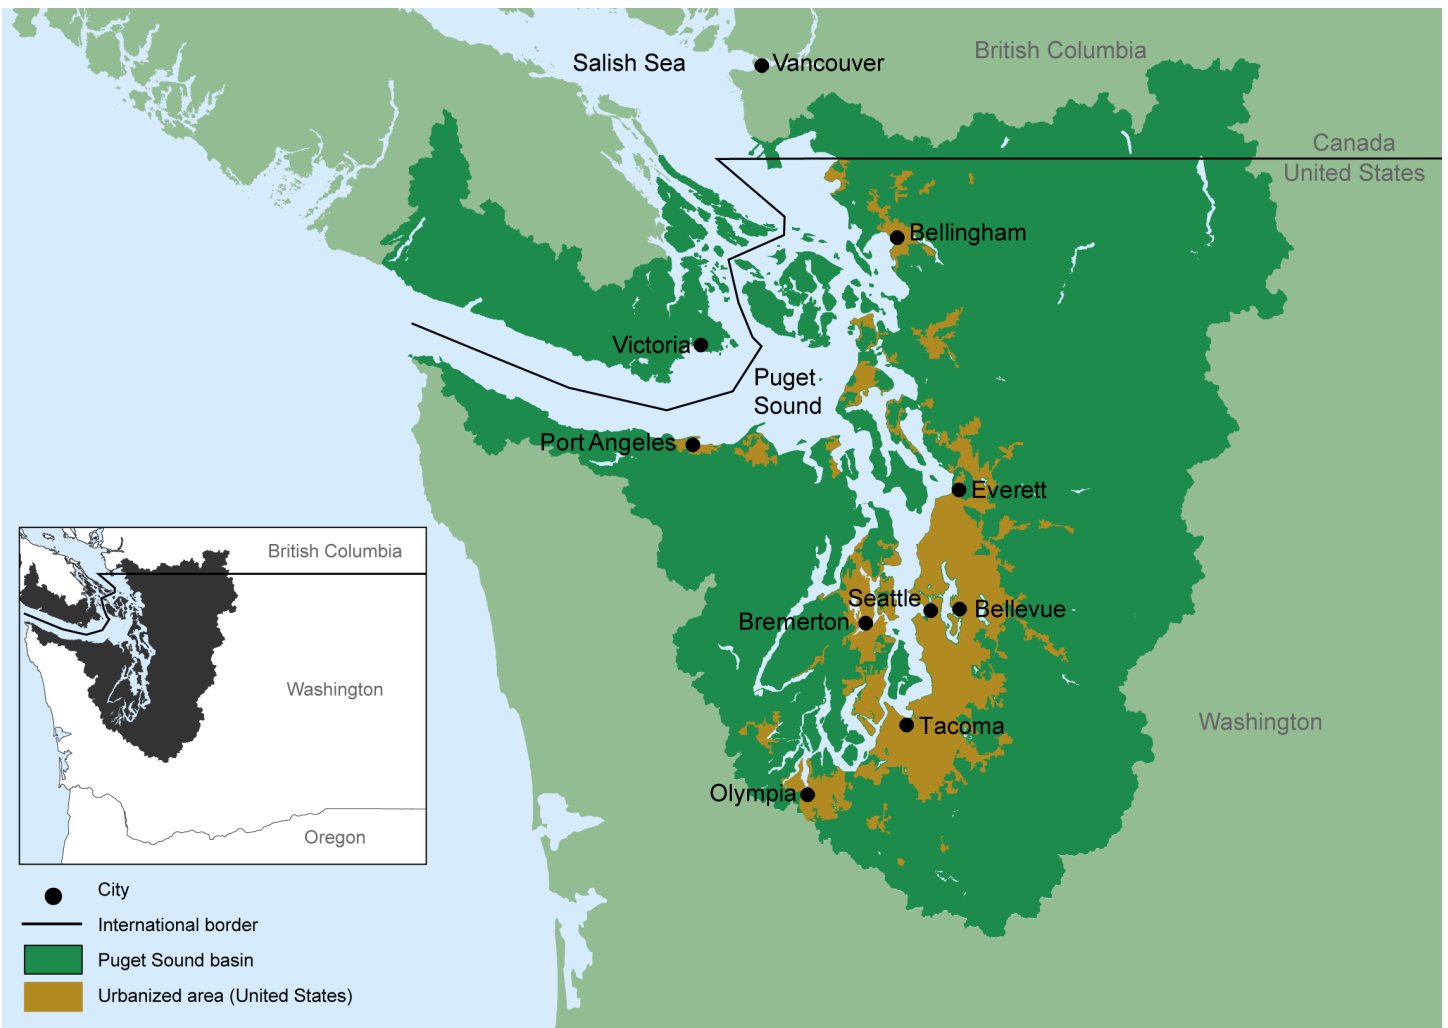 British Columbia
Salish Sea
Vancouver
Canada
United States
Bellingham
Victoria
Puget
Sound
Port Angeles
Everett
Seattle
Bellevue
Bremerton
Washington
Tacoma
Olympia
British Columbia
Washington
Oregon
City
International border
Puget Sound basin
Urbanized area (United States)